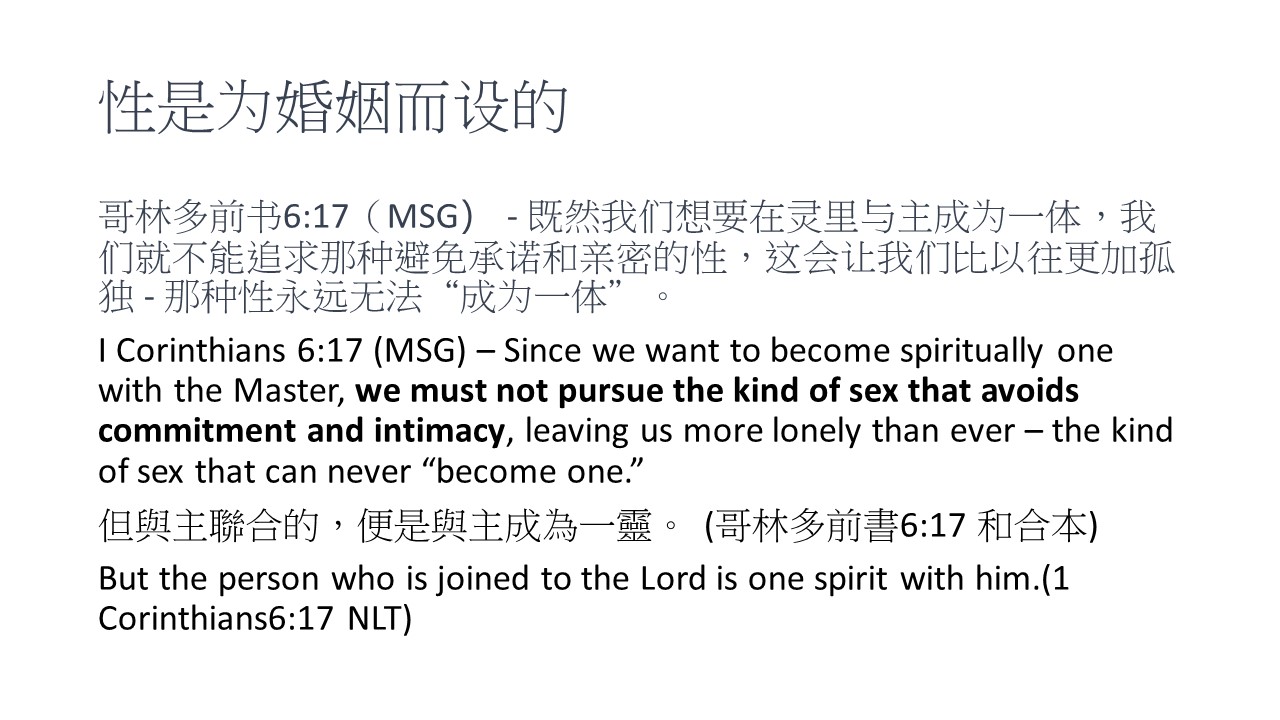 性是为婚姻而设的
哥林多前书6:17（MSG） - 既然我们想要在灵里与主成为一体，我
们就不能追求那种避免承诺和亲密的性，这会让我们比以往更加孤
独 - 那种性永远无法“成为一体” 。
I Corinthians 6:17 (MSG) – Since we want to become spiritually one
with the Master, we must not pursue the kind of sex that avoids
commitment and intimacy, leaving us more lonely than ever – the kind
of sex that can never “become one.”
但與主聯合的，便是與主成為一靈。 (哥林多前書6:17 和合本)
But the person who is joined to the Lord is one spirit with him.(1
Corinthians6:17 NLT)